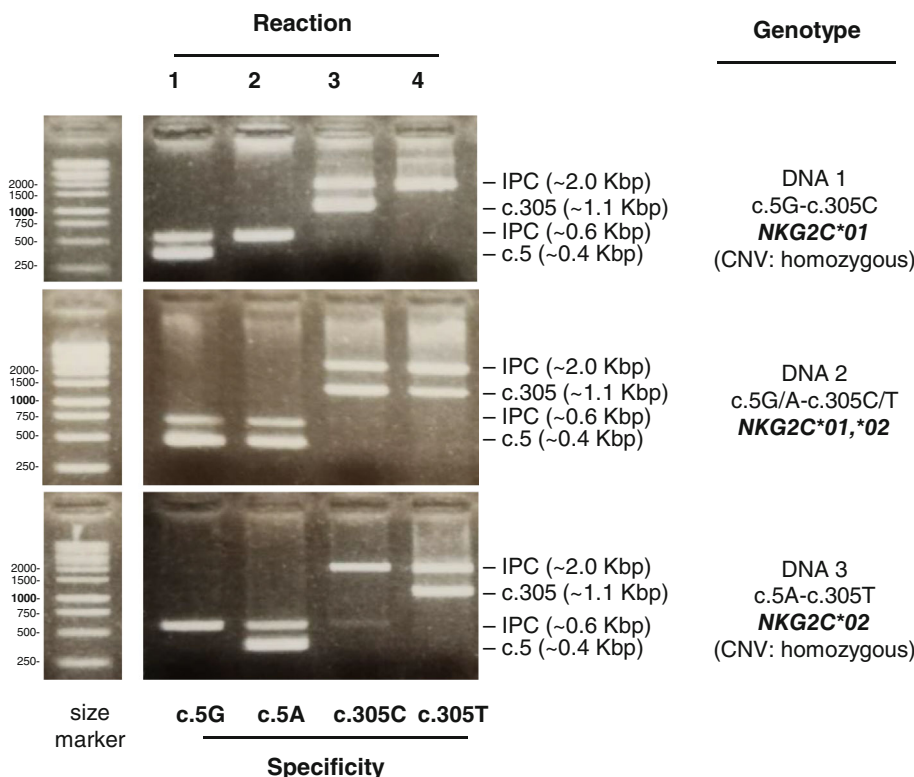 Reaction
Genotype
1 2 3 4
2000-
1500-
1000-
750-
500-
250-
– IPC (~2.0 Kbp)
– c.305 (~1.1 Kbp)
– IPC (~0.6 Kbp)
– c.5 (~0.4 Kbp)
DNA 1
c.5G-c.305C
NKG2C*01
(CNV: homozygous)
2000-
1500-
1000-
750-
500-
250-
– IPC (~2.0 Kbp)
– c.305 (~1.1 Kbp)
– IPC (~0.6 Kbp)
– c.5 (~0.4 Kbp)
DNA 2
c.5G/A-c.305C/T
NKG2C*01,*02
2000-
1500-
1000-
750-
500-
250-
– IPC (~2.0 Kbp)
– c.305 (~1.1 Kbp)
– IPC (~0.6 Kbp)
– c.5 (~0.4 Kbp)
DNA 3
c.5A-c.305T
NKG2C*02
(CNV: homozygous)
size
marker
c.5G c.5A c.305C c.305T
Specificity